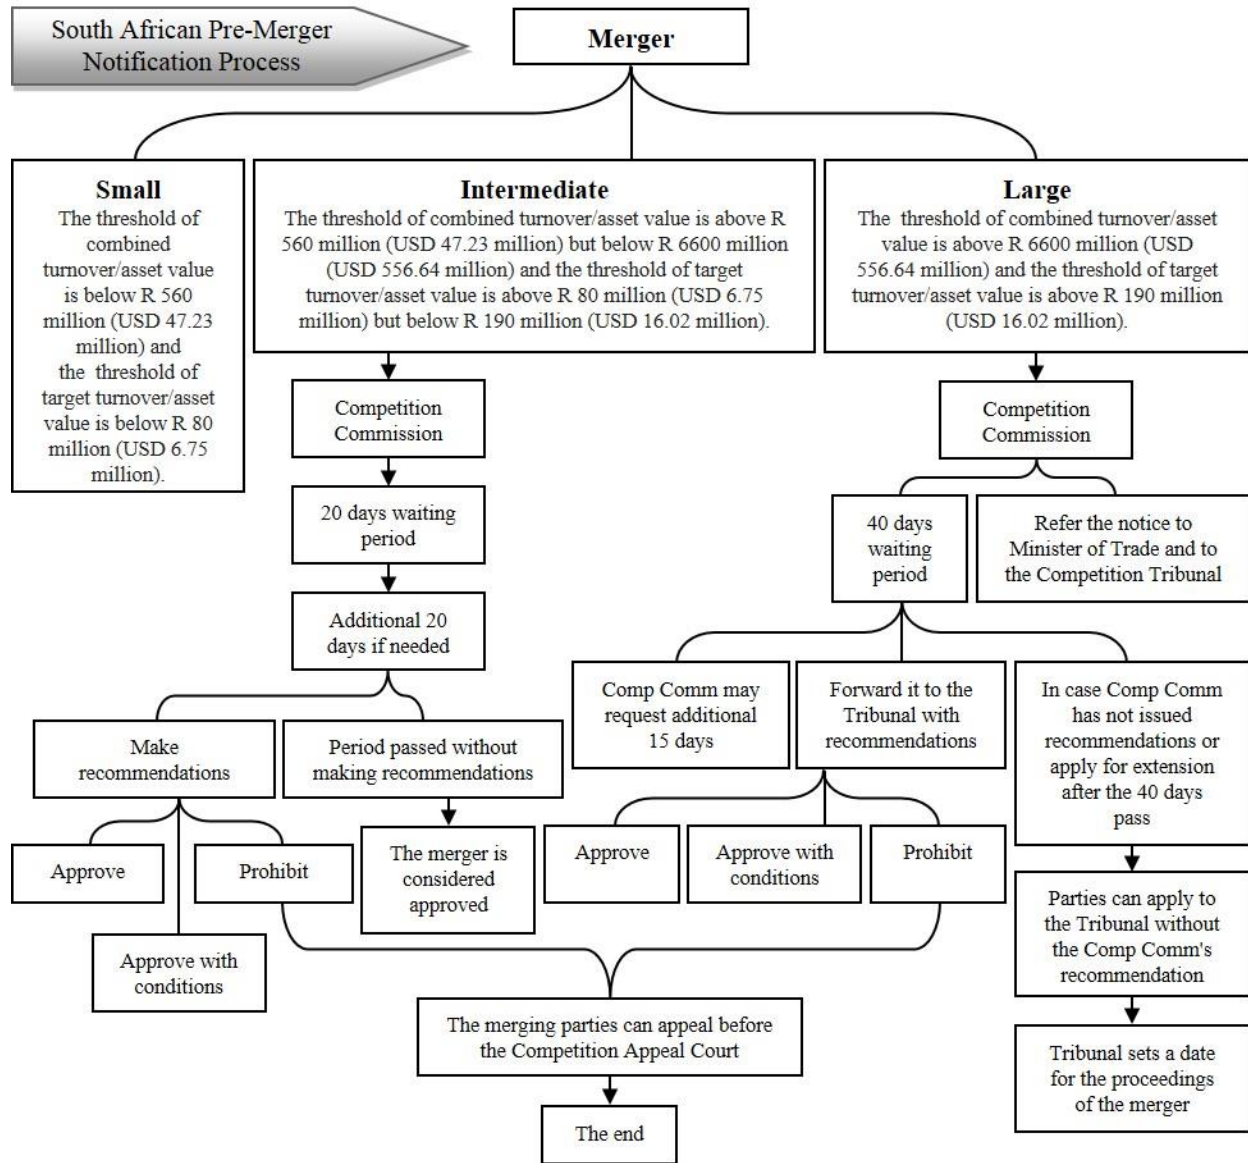 South African Pre-Merger
Notification Process
Merger
Small
The threshold of
combined
turnover/asset value
is below R 560
million (USD 47.23
million) and
the threshold of
target turnover/asset
value is below R 80
million (USD 6.75
million).
Intermediate
The threshold of combined turnover/asset value is above R
560 million (USD 47.23 million) but below R 6600 million
(USD 556.64 million) and the threshold of target
turnover/asset value is above R 80 million (USD 6.75
million) but below R 190 million (USD 16.02 million).
Large
The threshold of combined turnover/asset
value is above R 6600 million (USD
556.64 million) and the threshold of target
turnover/asset value is above R 190 million
(USD 16.02 million).
Competition
Commission
20 days waiting
period
Additional 20
days if needed
Make
recommendations
Period passed without
making recommendations
Approve
Prohibit
Approve with
conditions
The merger is
considered
approved
Competition
Commission
40 days
waiting
period
Refer the notice to
Minister of Trade and to
the Competition Tribunal
Comp Comm may
request additional
15 days
Forward it to the
Tribunal with
recommendations
In case Comp Comm
has not issued
recommendations or
apply for extension
after the 40 days
pass
Approve
Approve with
conditions
Prohibit
Parties can apply to
the Tribunal without
the Comp Comm's
recommendation
Tribunal sets a date
for the proceedings
of the merger
The merging parties can appeal before
the Competition Appeal Court
The end